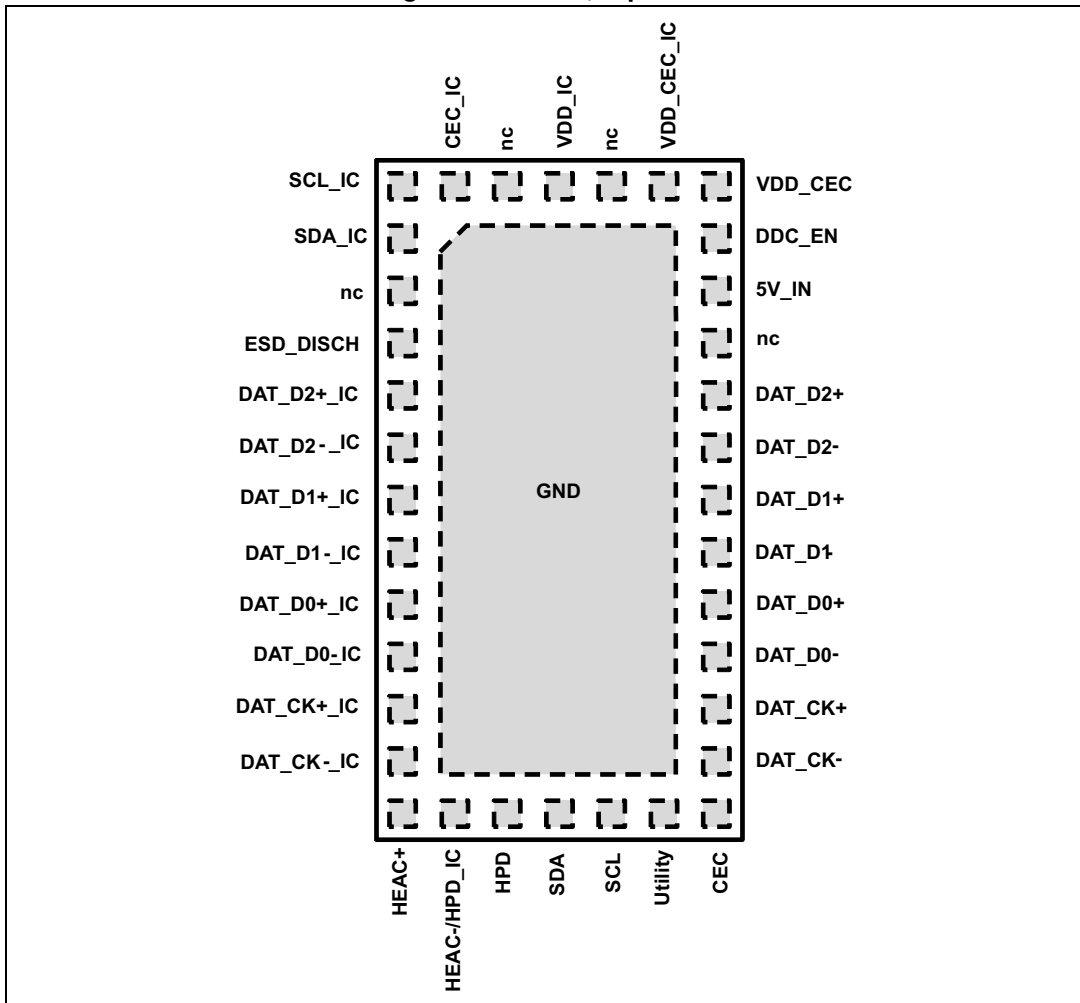 CEC_IC
nc
VDD_IC
nc
VDD_CEC_IC
SCL_IC
VDD_CEC
SDA_IC
DDC_EN
nc
5V_IN
ESD_DISCH
nc
DAT_D2+_IC
DAT_D2+
DAT_D2-_IC
DAT_D2-
GND
DAT_D1+_IC
DAT_D1+
DAT_D1-_IC
DAT_D1-
DAT_D0+_IC
DAT_D0+
DAT_D0-_IC
DAT_D0-
DAT_CK+_IC
DAT_CK+
DAT_CK-_IC
DAT_CK-
HEAC+
HEAC-/HPD_IC
HPD
SDA
SCL
Utility
CEC